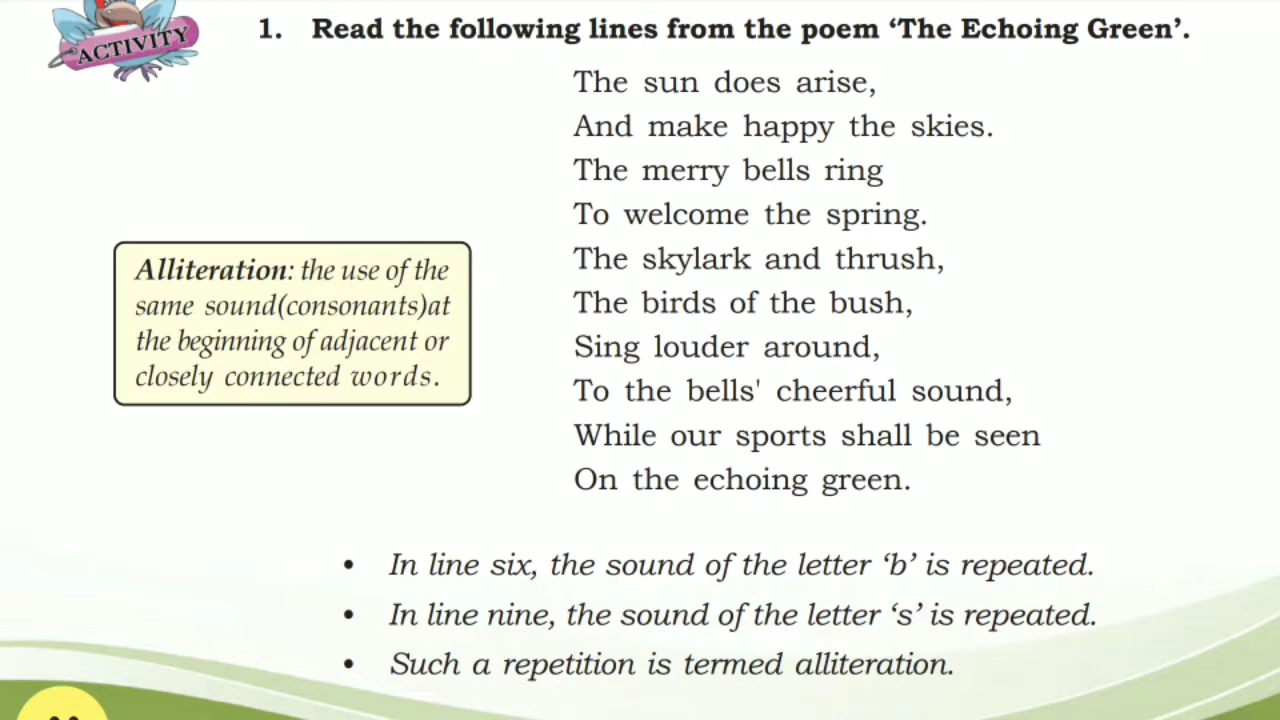 ACTIVITY
1. Read the following lines from the poem ‘The Echoing Green’.
The sun does arise,
And make happy the skies.
The merry bells ring
To welcome the spring.
The skylark and thrush,
The birds of the bush,
Sing louder around,
To the bells' cheerful sound,
While our sports shall be seen
On the echoing green.
Alliteration: the use of the
same sound(consonants)at
the beginning of adjacent or
closely connected words.
• In line six, the sound of the letter ‘b’ is repeated.
• In line nine, the sound of the letter ‘s’ is repeated.
• Such a repetition is termed alliteration.